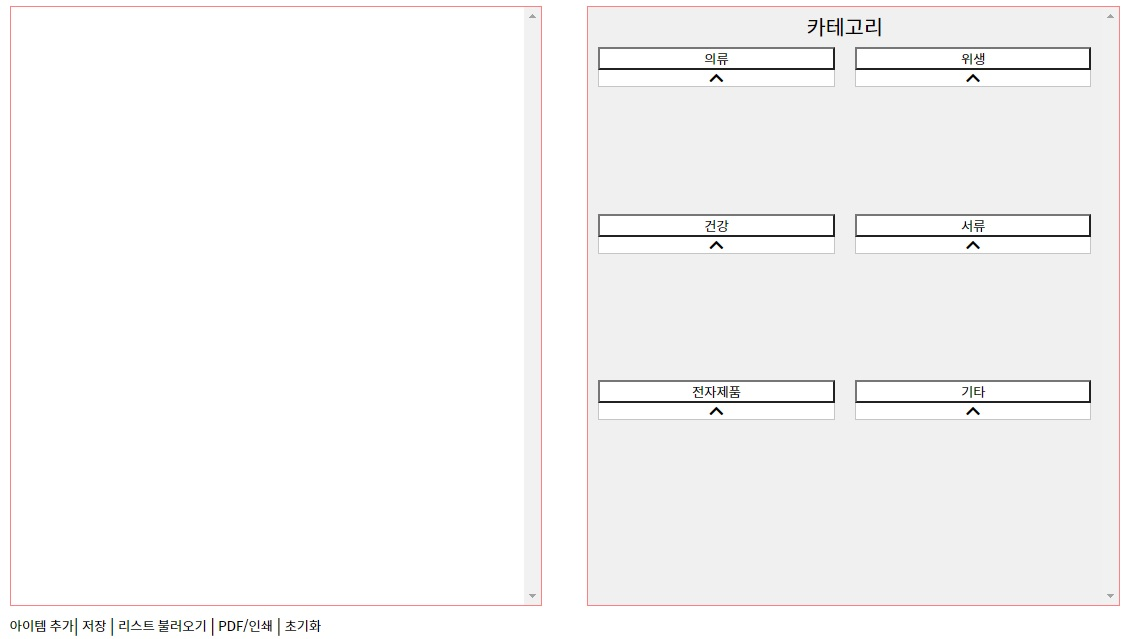 카테고리
의류
위생
건강
서류
전자제품
기타
아이템 추가| 저장 | 리스트 불러오기 | PDF/인쇄 | 초기화